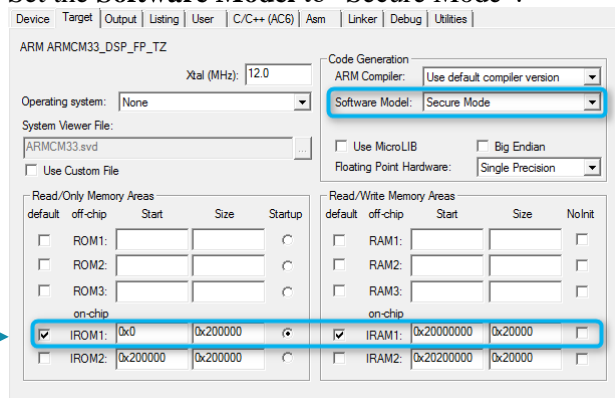 Set the Software Model to "Secure Mode".
Device Target Output Listing User C/C++ (AC6) Asm Linker Debug Utilities
ARM ARMCM33_DSP_FP_TZ
Xtal (MHz): 12.0
Operating system: None
System Viewer File:
ARMCM33.svd ...
Use Custom File
Code Generation
ARM Compiler: Use default compiler version
Software Model: Secure Mode
Use MicroLIB Big Endian
Floating Point Hardware: Single Precision
Read/Only Memory Areas
default off-chip Start Size Startup
ROM1:
ROM2:
ROM3:
on-chip
IROM1: 0x0 0x200000
IROM2: 0x200000 0x200000
Read/Write Memory Areas
default off-chip Start Size NoInit
RAM1:
RAM2:
RAM3:
on-chip
IRAM1: 0x20000000 0x20000
IRAM2: 0x20200000 0x20000